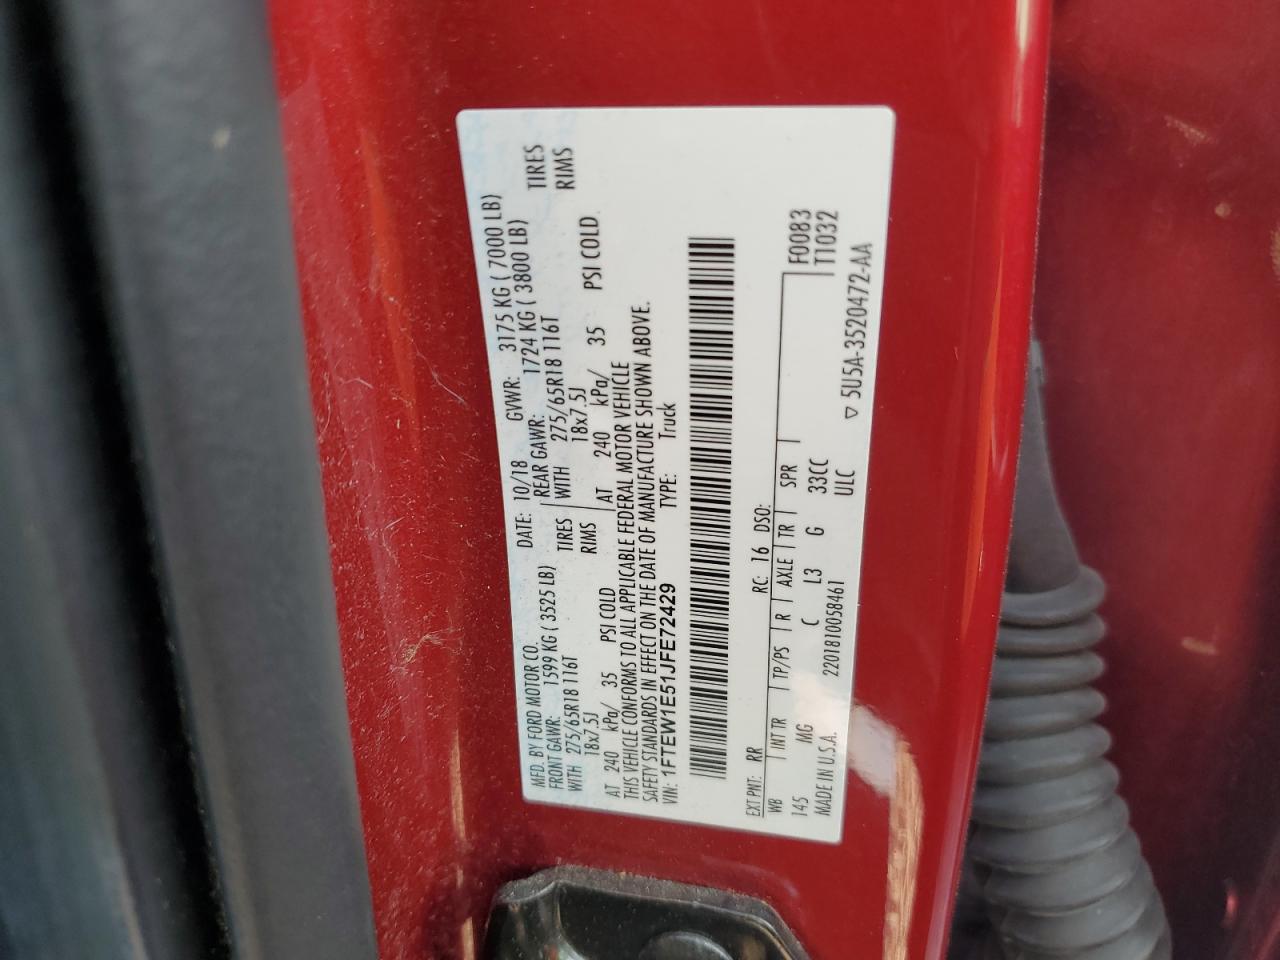 MFD. BY FORD MOTOR CO.
DATE: 10/18 GVWR: 3175 KG ( 7000 LB)
FRONT GAWR: 1599 KG ( 3525 LB) REAR GAWR: 1724 KG ( 3800 LB)
WITH 275/65R18 116T TIRES WITH 275/65R18 116T TIRES
18x7.5J RIMS 18x7.5J RIMS
AT 240 kPa/ 35 PSI COLD AT 240 kPa/ 35 PSI COLD
THIS VEHICLE CONFORMS TO ALL APPLICABLE FEDERAL MOTOR VEHICLE
SAFETY STANDARDS IN EFFECT ON THE DATE OF MANUFACTURE SHOWN ABOVE.
VIN: 1FTEW1E51JFE72429 TYPE: Truck
EXT PNT: RR RC: 16 DSO:
WB INT TR TP/PS R AXLE TR SPR F0083
145 MG C L3 G 33CC T1032
MADE IN U.S.A. 220181005846​1 ULC
▽ 5U5A-3520472-AA